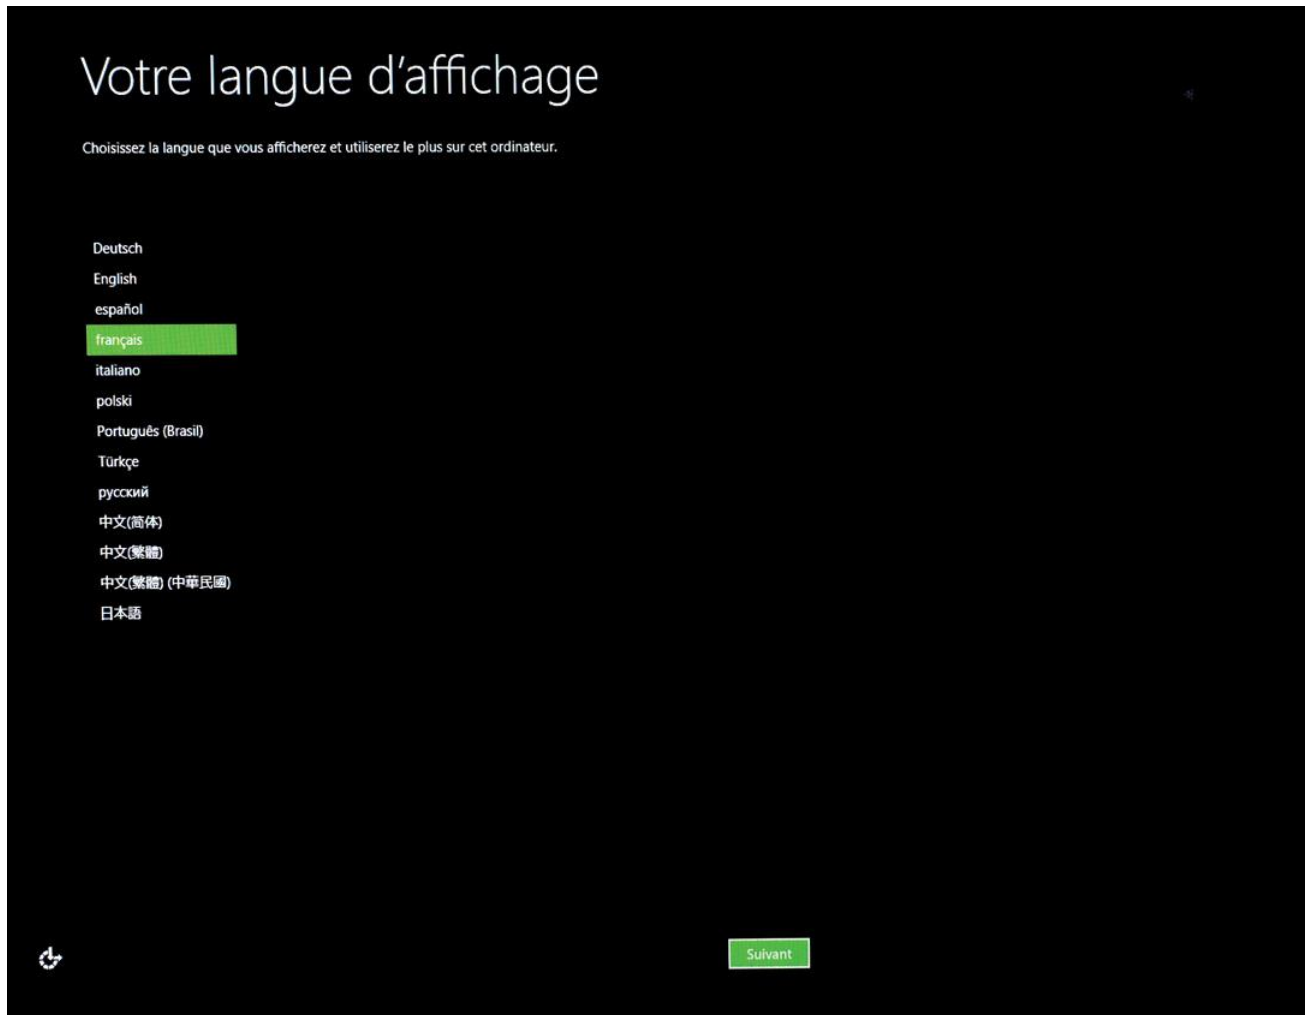 Votre langue d'affichage
Choisissez la langue que vous afficherez et utiliserez le plus sur cet ordinateur.
Deutsch
English
español
français
italiano
polski
Português (Brasil)
Türkçe
русский
中文(简体)
中文(繁體)
中文(繁體) (中華民國)
日本語
Suivant